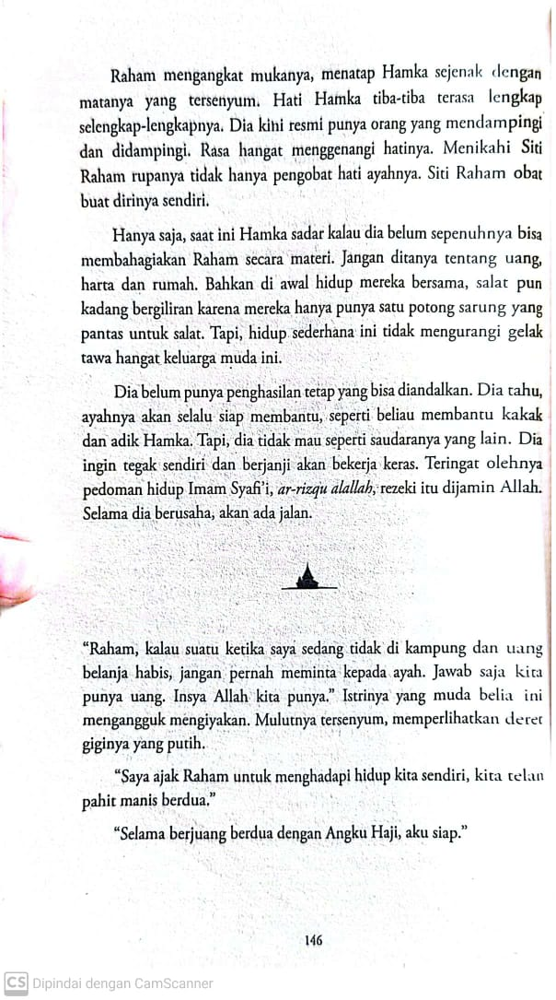 Raham mengangkat mukanya, menatap Hamka sejenak dengan
matanya yang tersenyum. Hati Hamka tiba-tiba terasa lengkap
selengkap-lengkapnya. Dia kini resmi punya orang yang mendampingi
dan didampingi. Rasa hangat menggenangi hatinya. Menikahi Siti
Raham rupanya tidak hanya pengobat hati ayahnya. Siti Raham obat
buat dirinya sendiri.
Hanya saja, saat ini Hamka sadar kalau dia belum sepenuhnya bisa
membahagiakan Raham secara materi. Jangan ditanya tentang uang,
harta dan rumah. Bahkan di awal hidup mereka bersama, salat pun
kadang bergiliran karena mereka hanya punya satu potong sarung yang
pantas untuk salat. Tapi, hidup sederhana ini tidak mengurangi gelak
tawa hangat keluarga muda ini.
Dia belum punya penghasilan tetap yang bisa diandalkan. Dia tahu,
ayahnya akan selalu siap membantu, seperti beliau membantu kakak
dan adik Hamka. Tapi, dia tidak mau seperti saudaranya yang lain. Dia
ingin tegak sendiri dan berjanji akan bekerja keras. Teringat olehnya
pedoman hidup Imam Syafi’i, ar-rizqu alallah, rezeki itu dijamin Allah.
Selama dia berusaha, akan ada jalan.
“Raham, kalau suatu ketika saya sedang tidak di kampung dan uang
belanja habis, jangan pernah meminta kepada ayah. Jawab saja kita
punya uang. Insya Allah kita punya.” Istrinya yang muda belia ini
mengangguk mengiyakan. Mulutnya tersenyum, memperlihatkan deret
giginya yang putih.
“Saya ajak Raham untuk menghadapi hidup kita sendiri, kita telan
pahit manis berdua.”
“Selama berjuang berdua dengan Angku Haji, aku siap.”
146
CS Dipindai dengan CamScanner